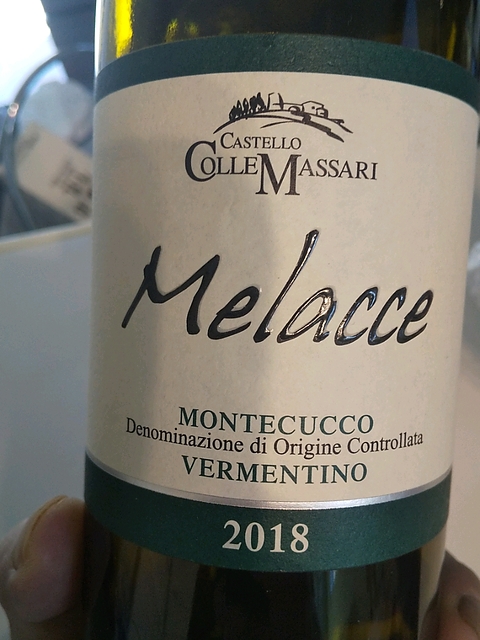 CASTELLO
COLLEMASSARI
Melacce
MONTECUCCO
Denominazione di Origine Controllata
VERMENTINO
2018